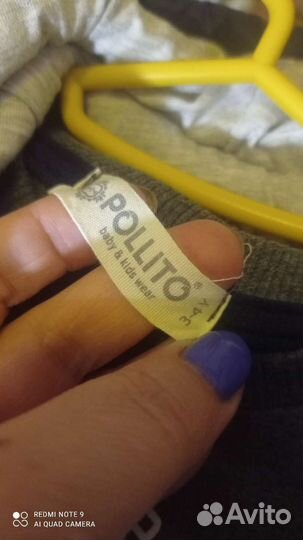 POLLITO®
baby & kids wear
3-4 Y
REDMI NOTE 9
AI QUAD CAMERA
Avito